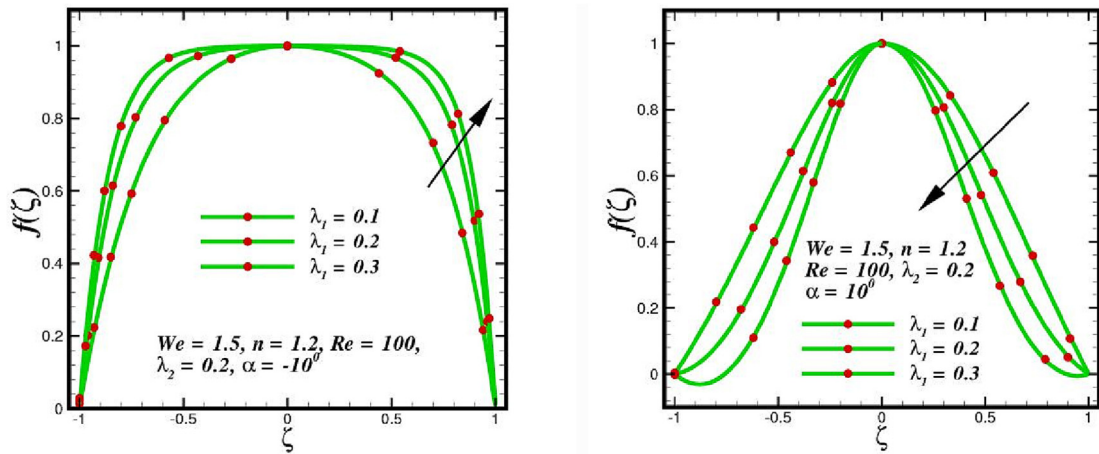 1
0.8
0.6
0.4
0.2
0
f(ζ)
λ₁ = 0.1
λ₁ = 0.2
λ₁ = 0.3
We = 1.5, n = 1.2, Re = 100,
λ₂ = 0.2, α = -10⁰
-1 -0.5 0 0.5 1
ζ
1
0.8
0.6
0.4
0.2
0
f(ζ)
We = 1.5, n = 1.2
Re = 100, λ₂ = 0.2
α = 10⁰
λ₁ = 0.1
λ₁ = 0.2
λ₁ = 0.3
-1 -0.5 0 0.5 1
ζ